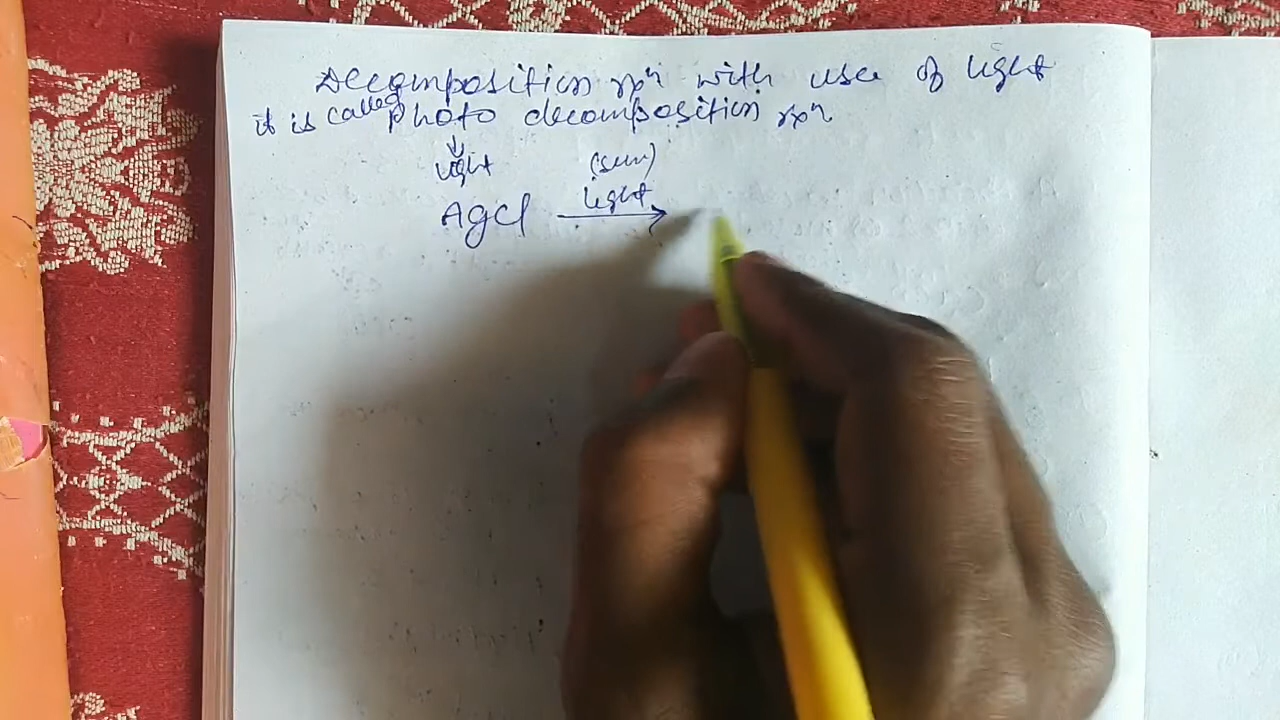 Decomposition rxⁿ with use of light
it is called photo decomposition rxⁿ
↓
light (sun)
light
AgCl →